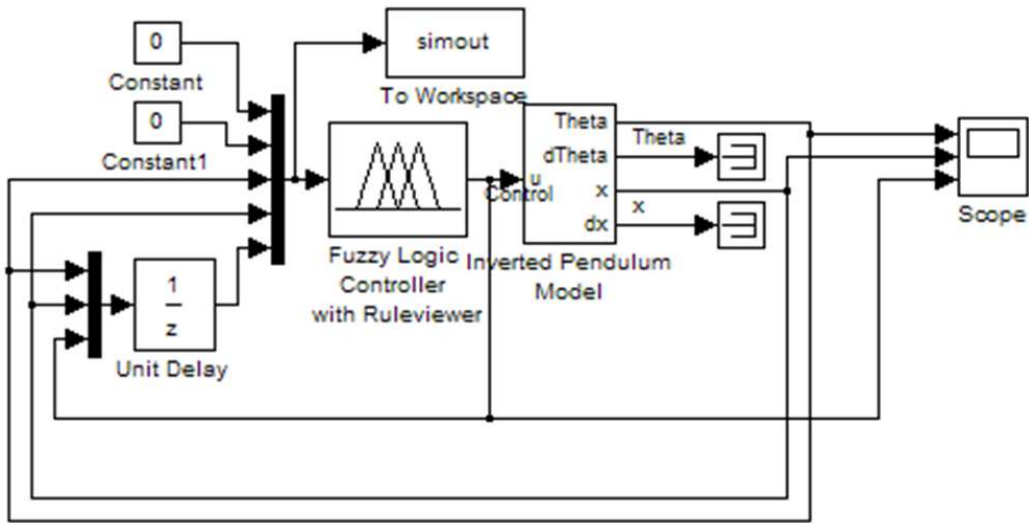 0
Constant
0
Constant1
simout
To Workspace
Fuzzy Logic
Controller
with Ruleviewer
Control
u
Theta
dTheta
x
dx
Inverted Pendulum
Model
Theta
x
Scope
1
z
Unit Delay